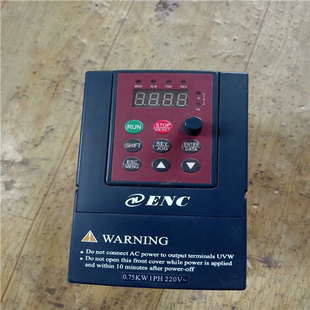 RUN
STOP
RESET
SHIFT
REV
JOG
ENTER
DATA
ESC
MENU
ENC
WARNING
Do not connect AC power to output terminals UVW
Do not open this front cover while power is applied
and within 10 minutes after power-off
0.75KW 1PH 220V~